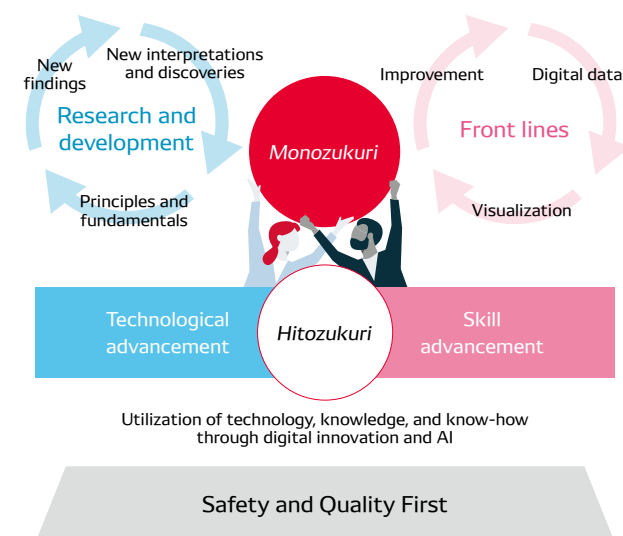 New
findings
New interpretations
and discoveries
Research and
development
Principles and
fundamentals
Monozukuri
Improvement
Digital data
Front lines
Visualization
Technological
advancement
Hitozukuri
Skill
advancement
Utilization of technology, knowledge, and know-how
through digital innovation and AI
Safety and Quality First